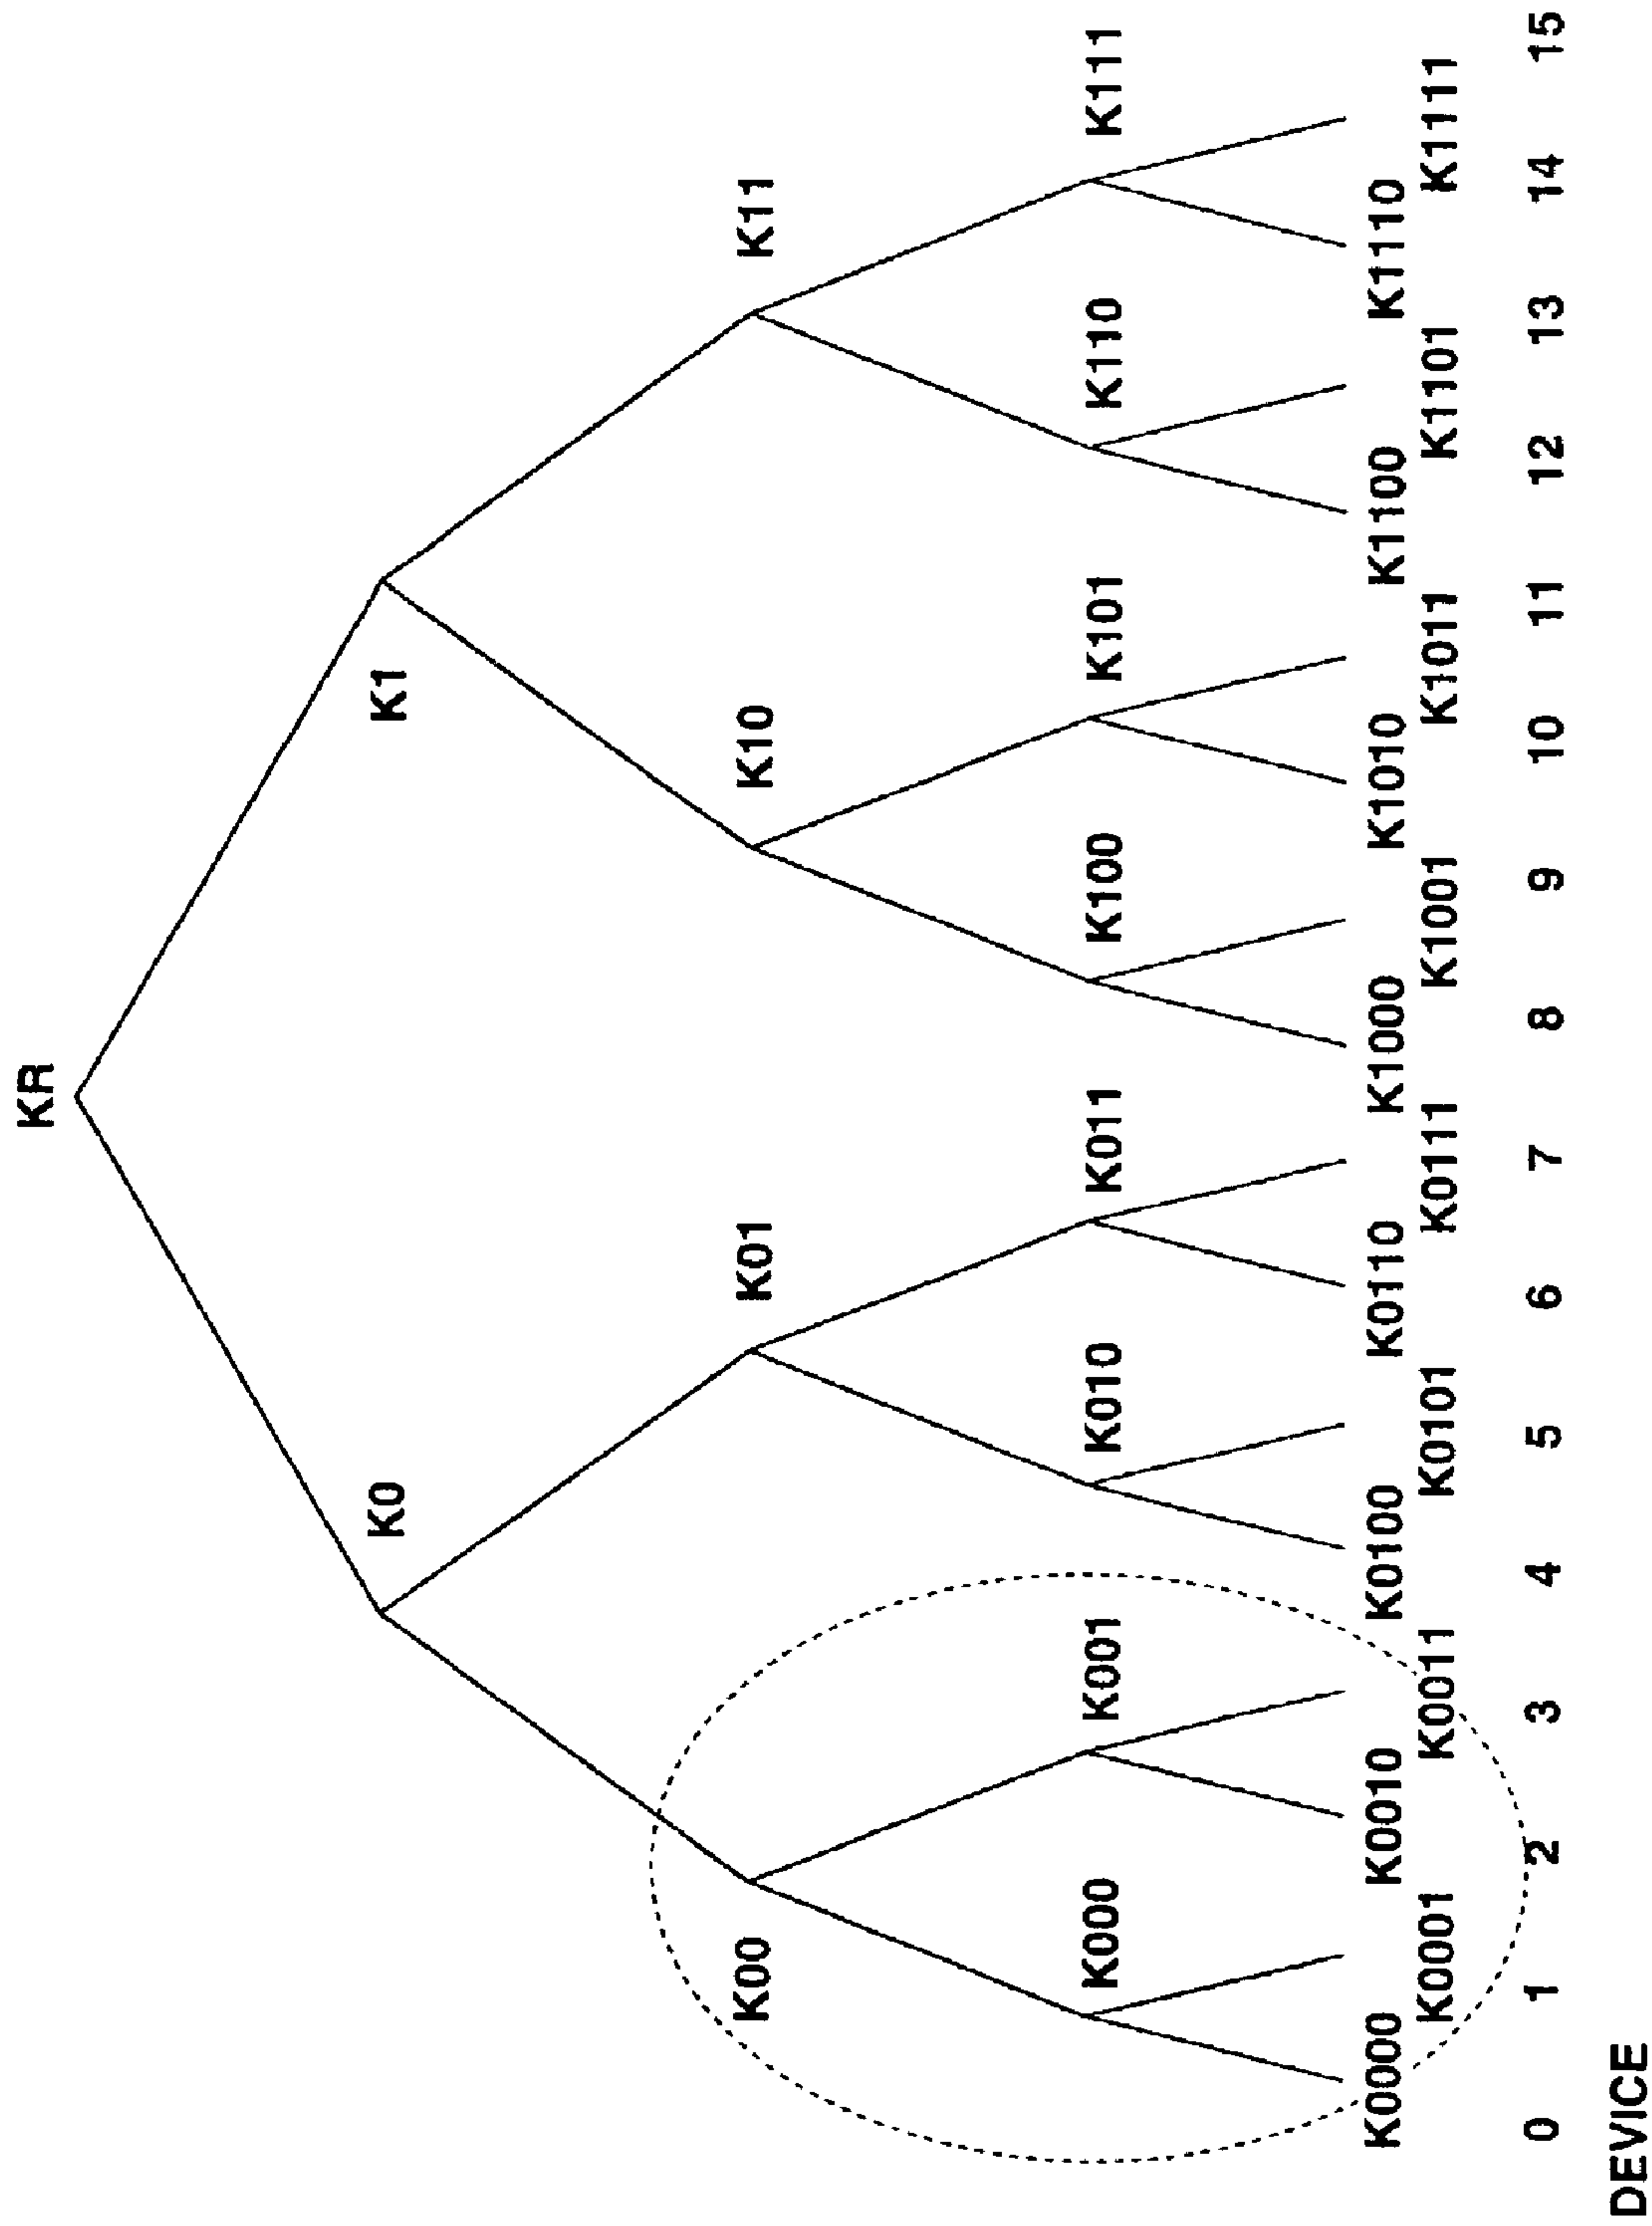 KR
K0 K1
K00 K01 K10 K11
K000 K001 K010 K011 K100 K101 K110 K111
K0000 K0010 K0100 K0110 K1000 K1010 K1100 K1110
K0001 K0011 K0101 K0111 K1001 K1011 K1101 K1111
0 1 2 3 4 5 6 7 8 9 10 11 12 13 14 15
DEVICE